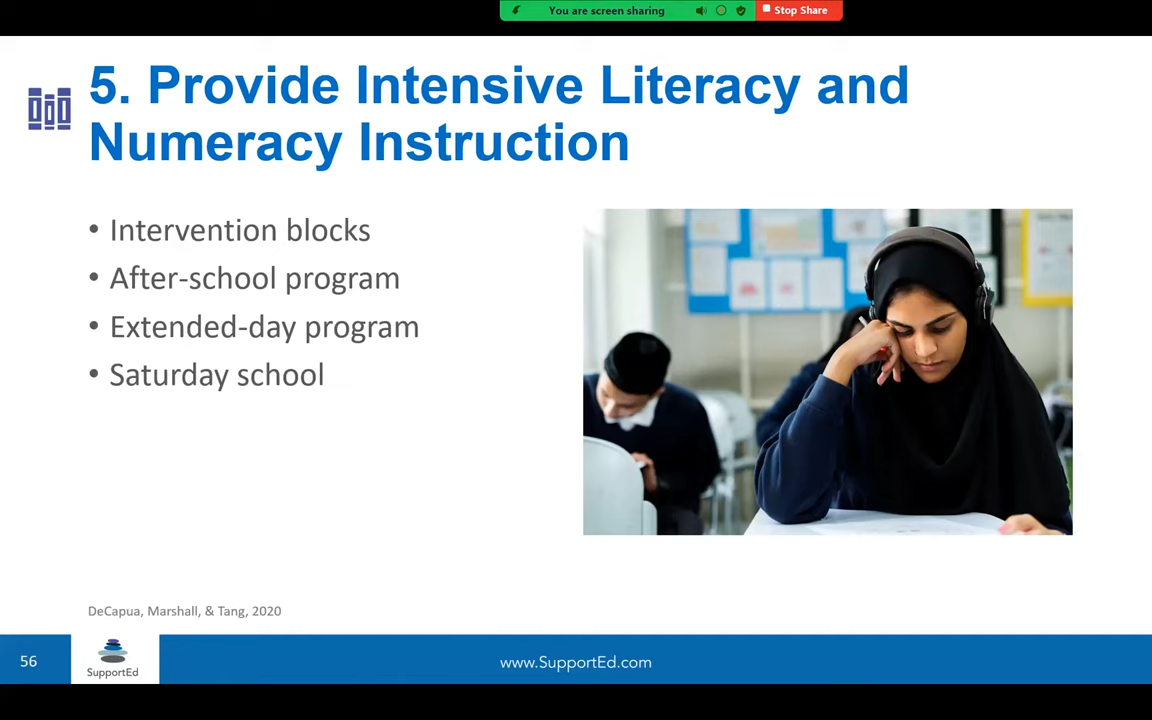 You are screen sharing
Stop Share
5. Provide Intensive Literacy and
Numeracy Instruction
• Intervention blocks
• After-school program
• Extended-day program
• Saturday school
DeCapua, Marshall, & Tang, 2020
56
SupportEd
www.SupportEd.com